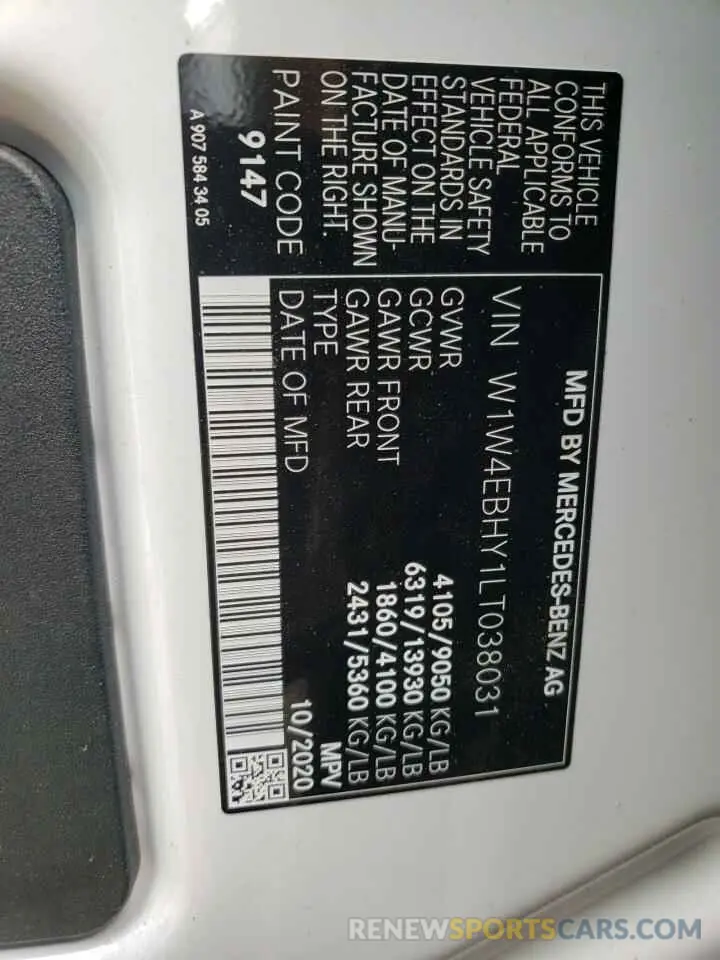 THIS VEHICLE
CONFORMS TO
ALL APPLICABLE
FEDERAL
VEHICLE SAFETY
STANDARDS IN
EFFECT ON THE
DATE OF MANU-
FACTURE SHOWN
ON THE RIGHT.
PAINT CODE
9147
A 907 584 34 05
MFD BY MERCEDES-BENZ AG
VIN W1W4EBHY1LT038031
GVWR 4105/9050 KG/LB
GCWR 6319/13930 KG/LB
GAWR FRONT 1860/4100 KG/LB
GAWR REAR 2431/5360 KG/LB
TYPE MPV
DATE OF MFD 10/2020
RENEWSPORTSCARS.COM